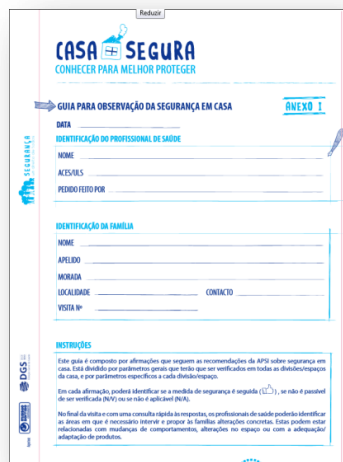 Reduzir
CASA SEGURA
CONHECER PARA MELHOR PROTEGER
GUIA PARA OBSERVAÇÃO DA SEGURANÇA EM CASA
ANEXO I
DATA
IDENTIFICAÇÃO DO PROFISSIONAL DE SAÚDE
NOME
ACES/ULS
PEDIDO FEITO POR
IDENTIFICAÇÃO DA FAMÍLIA
NOME
APELIDO
MORADA
LOCALIDADE CONTACTO
VISITA Nº
INSTRUÇÕES
Este guia é composto por afirmações que seguem as recomendações da APSI sobre segurança em
casa. Está dividido por parâmetros gerais que terão que ser verificados em todas as divisões/espaços
da casa, e por parâmetros específicos a cada divisão/espaço.
Em cada afirmação, poderá identificar se a medida de segurança é seguida ( ), se não é passível
de ser verificada (N/V) ou se não é aplicável (N/A).
No final da visita e com uma consulta rápida às respostas, os profissionais de saúde poderão identificar
as áreas em que é necessário intervir e propor às famílias alterações concretas. Estas podem estar
relacionadas com mudanças de comportamentos, alterações no espaço ou com a adequação/
adaptação de produtos.
SEGURANÇA
DGS